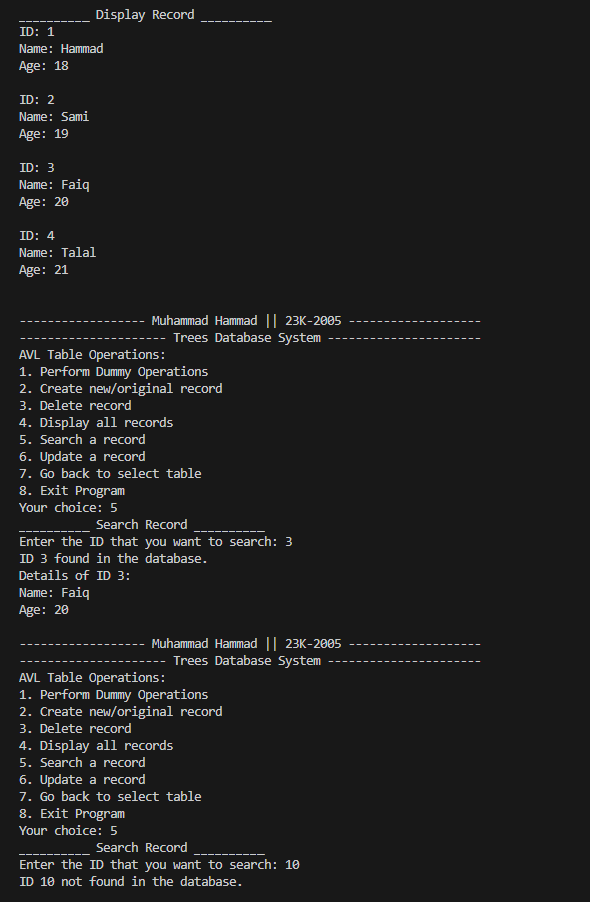 __________ Display Record __________
ID: 1
Name: Hammad
Age: 18
ID: 2
Name: Sami
Age: 19
ID: 3
Name: Faiq
Age: 20
ID: 4
Name: Talal
Age: 21
------------------ Muhammad Hammad || 23K-2005 -------------------
--------------------- Trees Database System ----------------------
AVL Table Operations:
1. Perform Dummy Operations
2. Create new/original record
3. Delete record
4. Display all records
5. Search a record
6. Update a record
7. Go back to select table
8. Exit Program
Your choice: 5
__________ Search Record __________
Enter the ID that you want to search: 3
ID 3 found in the database.
Details of ID 3:
Name: Faiq
Age: 20
------------------ Muhammad Hammad || 23K-2005 -------------------
--------------------- Trees Database System ----------------------
AVL Table Operations:
1. Perform Dummy Operations
2. Create new/original record
3. Delete record
4. Display all records
5. Search a record
6. Update a record
7. Go back to select table
8. Exit Program
Your choice: 5
__________ Search Record __________
Enter the ID that you want to search: 10
ID 10 not found in the database.